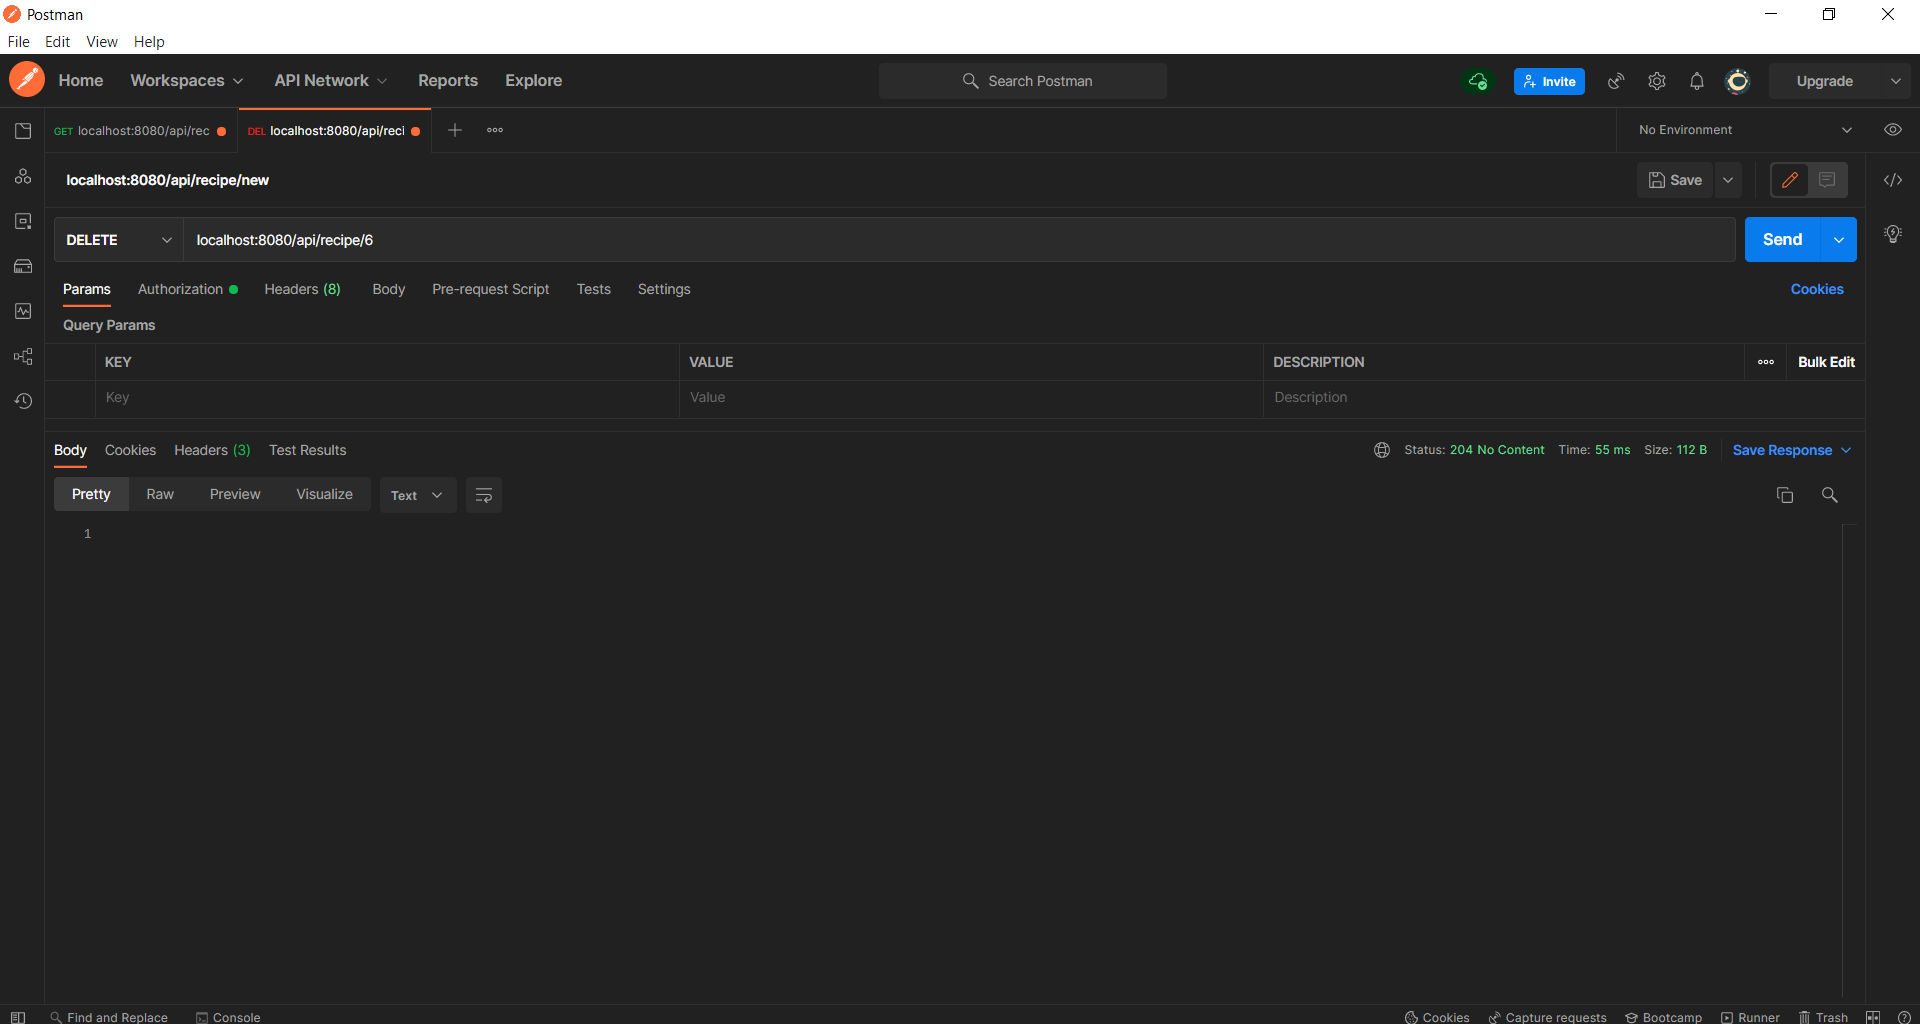 Postman
File Edit View Help
Home Workspaces API Network Reports Explore Search Postman Invite Upgrade
GET localhost:8080/api/rec DEL localhost:8080/api/reci No Environment
localhost:8080/api/recipe/new Save
DELETE localhost:8080/api/recipe/6 Send
Params Authorization Headers (8) Body Pre-request Script Tests Settings Cookies
Query Params
KEY VALUE DESCRIPTION Bulk Edit
Key Value Description
Body Cookies Headers (3) Test Results Status: 204 No Content Time: 55 ms Size: 112 B Save Response
Pretty Raw Preview Visualize Text
1
Find and Replace Console Cookies Capture requests Bootcamp Runner Trash